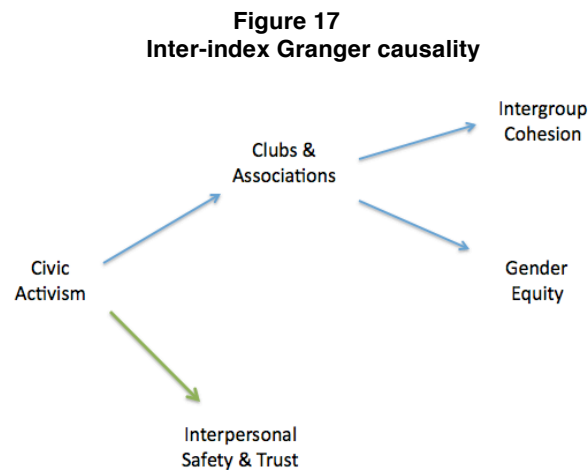 Figure 17
Inter-index Granger causality
Intergroup
Cohesion
Clubs &
Associations
Civic
Activism
Gender
Equity
Interpersonal
Safety & Trust